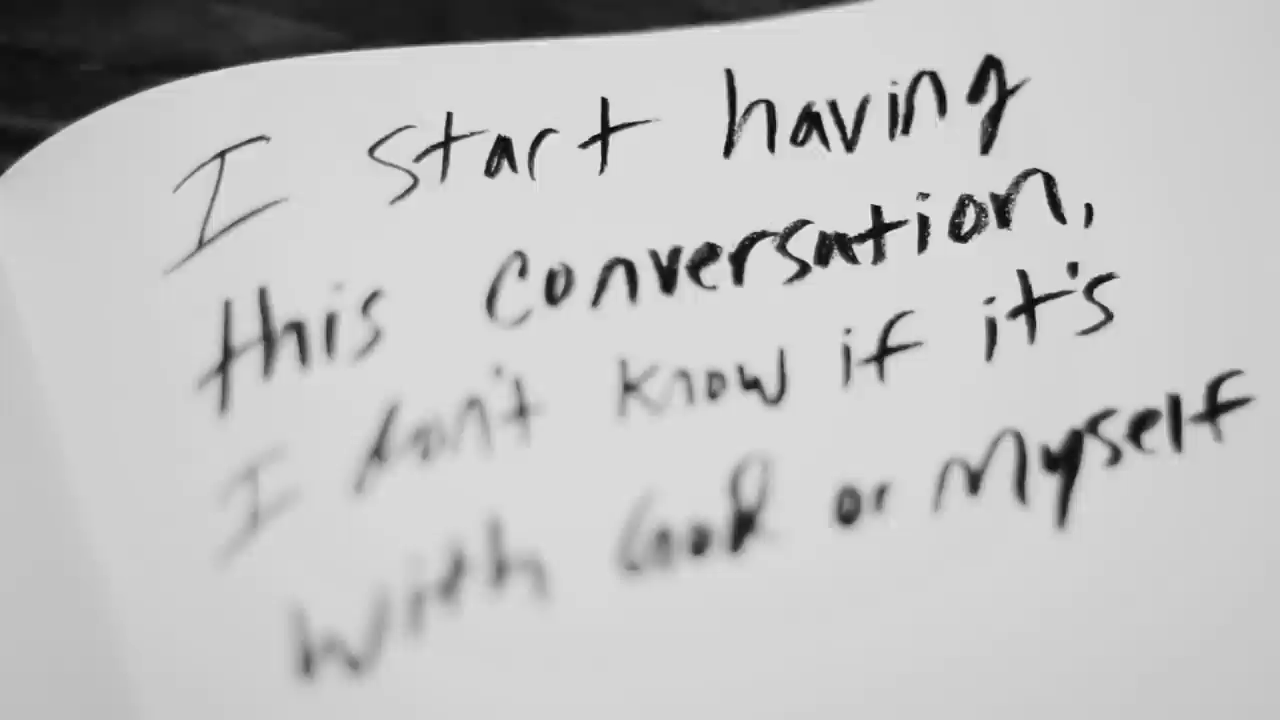 I start having
this conversation,
I don't know if it's
with God or Myself